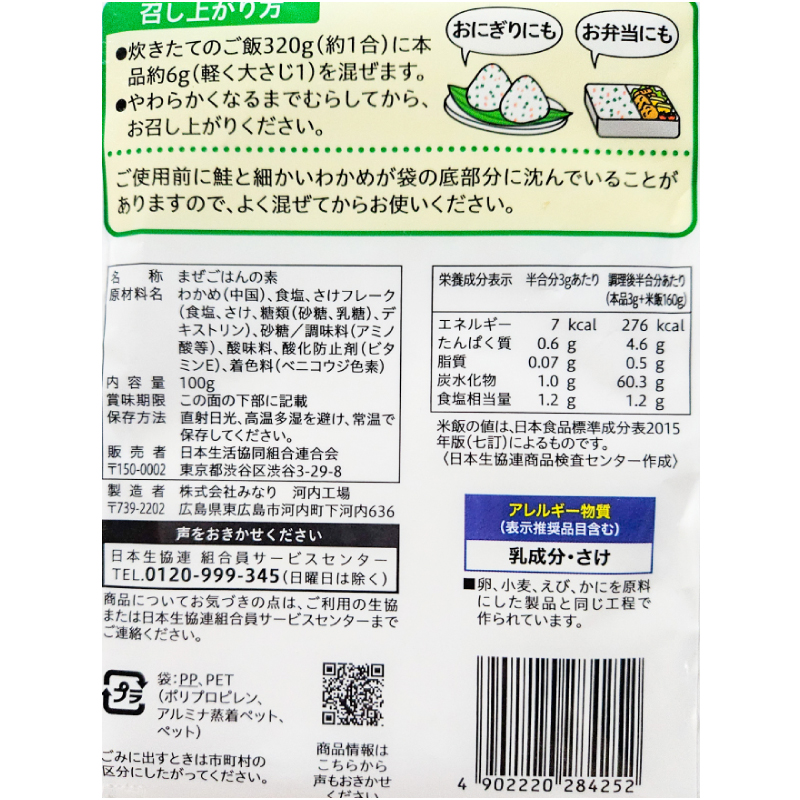 召し上がり方
●炊きたてのご飯320g(約1合)に本
品約6g(軽く大さじ1)を混ぜます。
●やわらかくなるまでむらしてから、
お召し上がりください。
おにぎりにも
お弁当にも
ご使用前に鮭と細かいわかめが袋の底部分に沈んでいることが
ありますので、よく混ぜてからお使いください。
名称 まぜごはんの素
原材料名 わかめ(中国)、食塩、さけフレーク
(食塩、さけ、糖類(砂糖、乳糖)、デ
キストリン)、砂糖/調味料(アミノ
酸等)、酸味料、酸化防止剤(ビタ
ミンE)、着色料(ベニコウジ色素)
内容量 100g
賞味期限 この面の下部に記載
保存方法 直射日光、高温多湿を避け、常温で
保存してください。
販売者 日本生活協同組合連合会
〒150-0002 東京都渋谷区渋谷3-29-8
製造者 株式会社みなり 河内工場
〒739-2202 広島県東広島市河内町下河内636
声をおきかせください
日本生協連 組合員サービスセンター
TEL.0120-999-345(日曜日は除く)
商品についてお気づきの点は、ご利用の生協
または日本生協連組合員サービスセンターまで
ご連絡ください。
プラ
袋:PP、PET
(ポリプロピレン、
アルミナ蒸着ペット、
ペット)
ごみに出すときは市町村の
区分にしたがってください。
商品情報は
こちらから
声もおきかせ
ください
栄養成分表示 半合分3gあたり 調理後半合分あたり
(本品3g+米飯160g)
エネルギー 7 kcal 276 kcal
たんぱく質 0.6 g 4.6 g
脂質 0.07 g 0.5 g
炭水化物 1.0 g 60.3 g
食塩相当量 1.2 g 1.2 g
米飯の値は、日本食品標準成分表2015
年版(七訂)によるものです。
〈日本生協連商品検査センター作成〉
アレルギー物質
(表示推奨品目含む)
乳成分・さけ
■卵、小麦、えび、かにを原料
にした製品と同じ工程で
作られています。
4 902220 284252